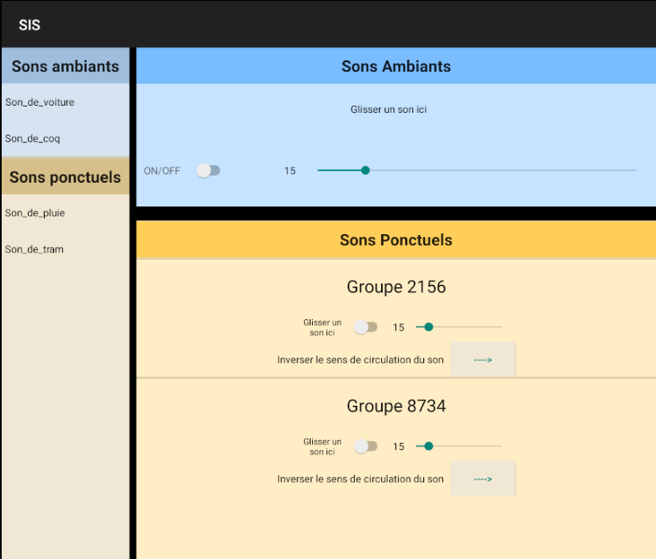 SIS
Sons ambiants
Son_de_voiture
Son_de_coq
Sons ponctuels
Son_de_pluie
Son_de_tram
Sons Ambiants
Glisser un son ici
ON/OFF 15
Sons Ponctuels
Groupe 2156
Glisser un
son ici
15
Inverser le sens de circulation du son ---->
Groupe 8734
Glisser un
son ici
15
Inverser le sens de circulation du son ---->